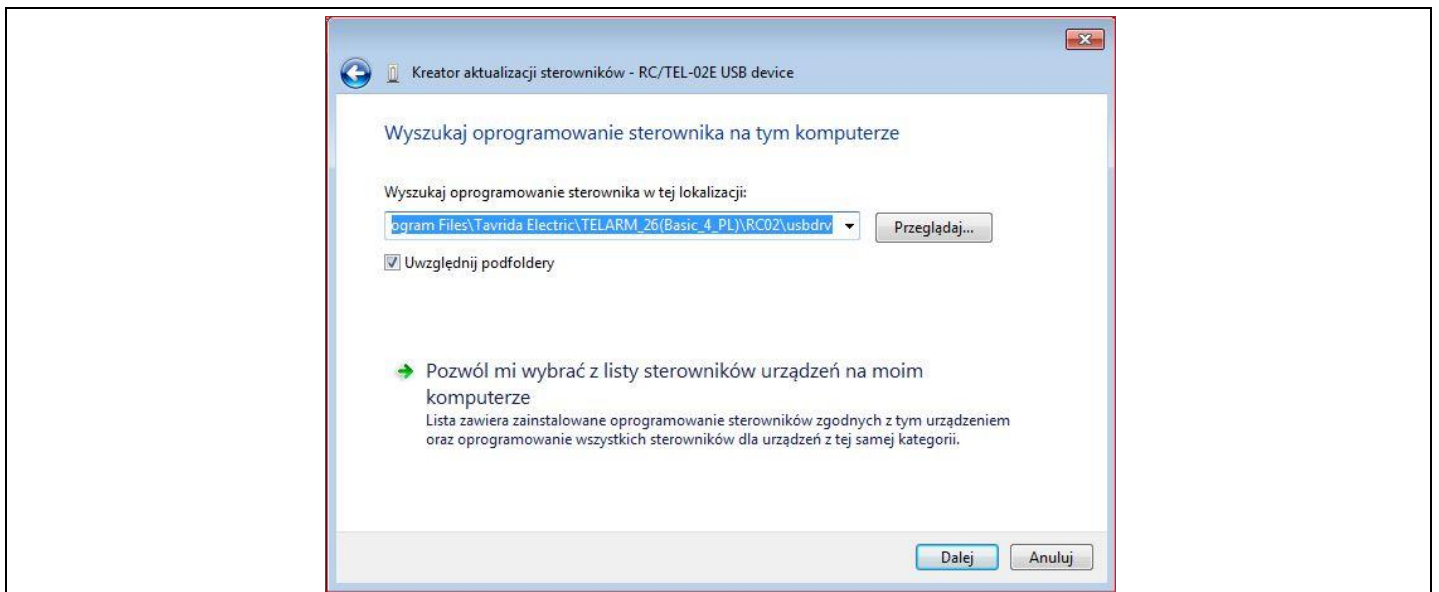 Kreator aktualizacji sterowników - RC/TEL-02E USB device
Wyszukaj oprogramowanie sterownika na tym komputerze
Wyszukaj oprogramowanie sterownika w tej lokalizacji:
ogram Files\Tavrida Electric\TELARM_26(Basic_4_PL)\RC02\usbdrv
Przeglądaj...
Uwzględnij podfoldery
Pozwól mi wybrać z listy sterowników urządzeń na moim
komputerze
Lista zawiera zainstalowane oprogramowanie sterowników zgodnych z tym urządzeniem
oraz oprogramowanie wszystkich sterowników dla urządzeń z tej samej kategorii.
Dalej
Anuluj